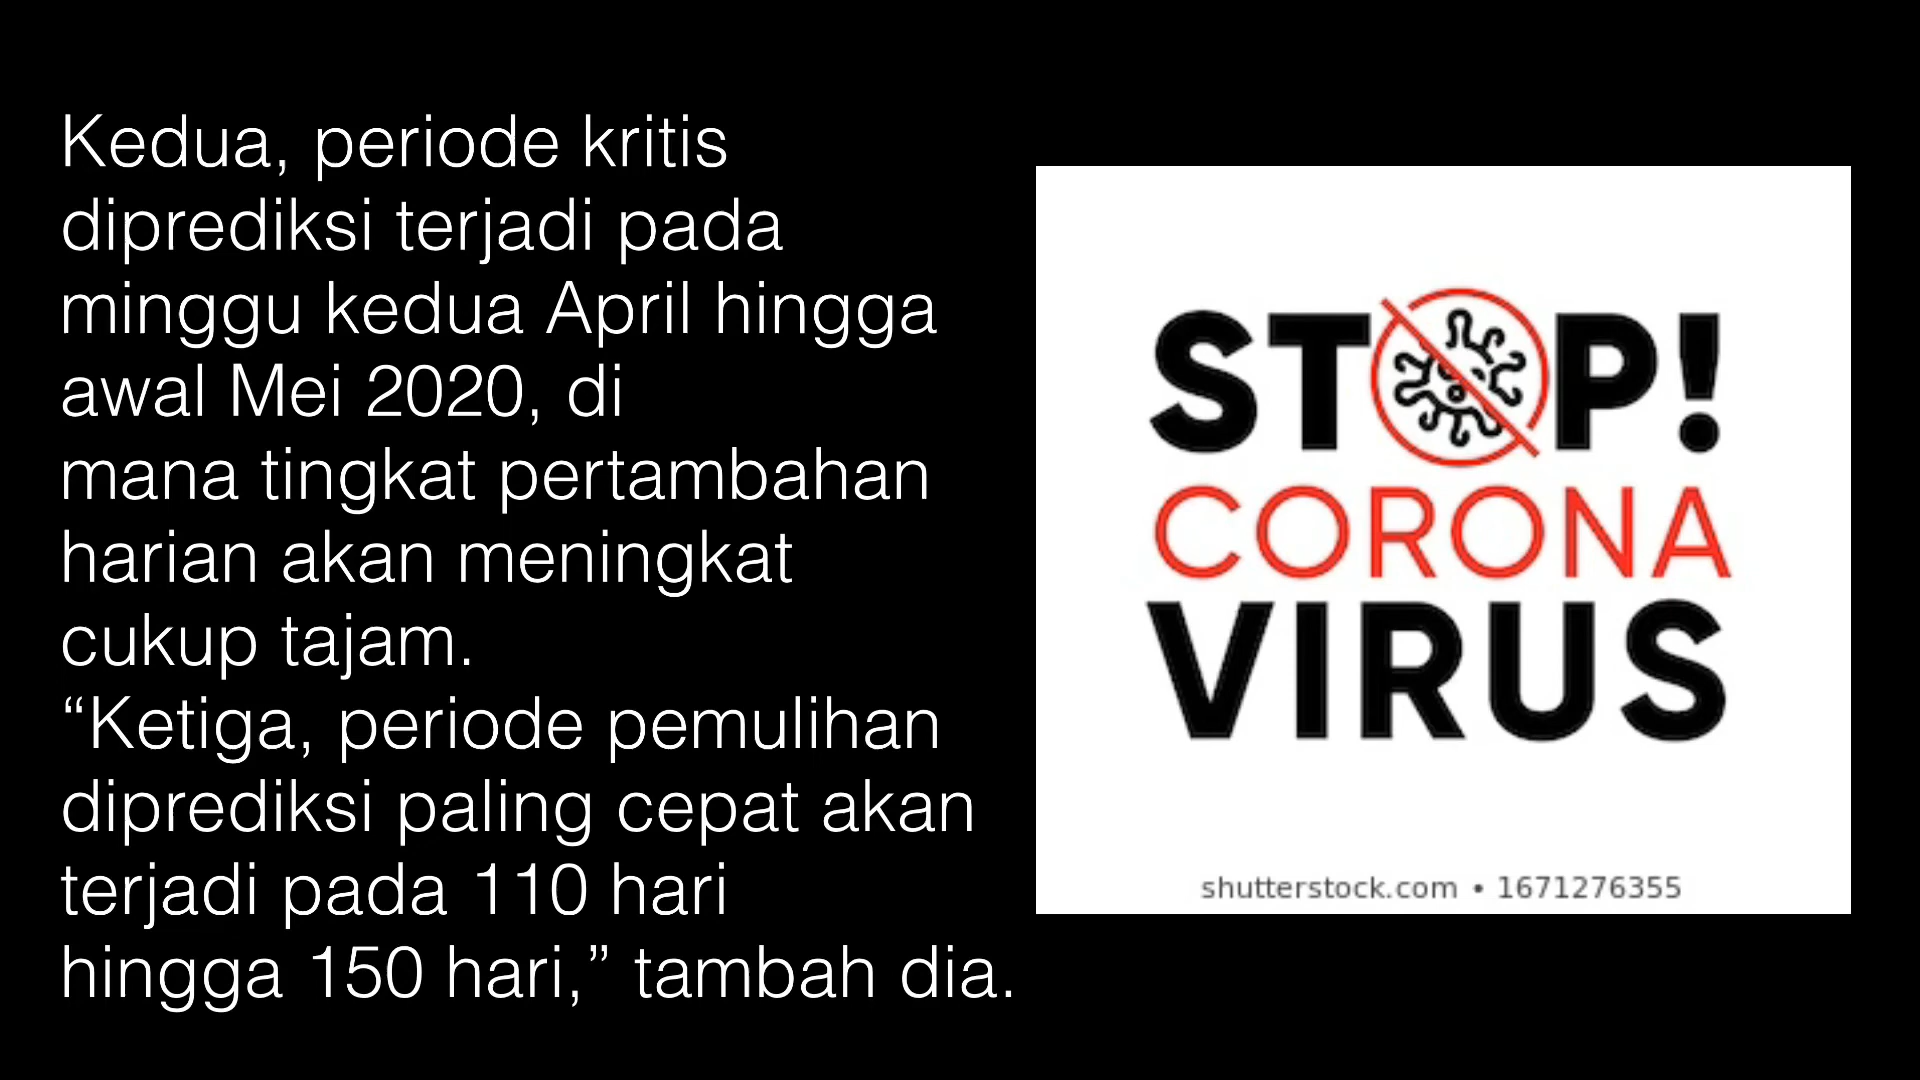 Kedua, periode kritis
diprediksi terjadi pada
minggu kedua April hingga
awal Mei 2020, di
mana tingkat pertambahan
harian akan meningkat
cukup tajam.
“Ketiga, periode pemulihan
diprediksi paling cepat akan
terjadi pada 110 hari
hingga 150 hari,” tambah dia.
STOP!
CORONA
VIRUS
shutterstock.com • 1671276355